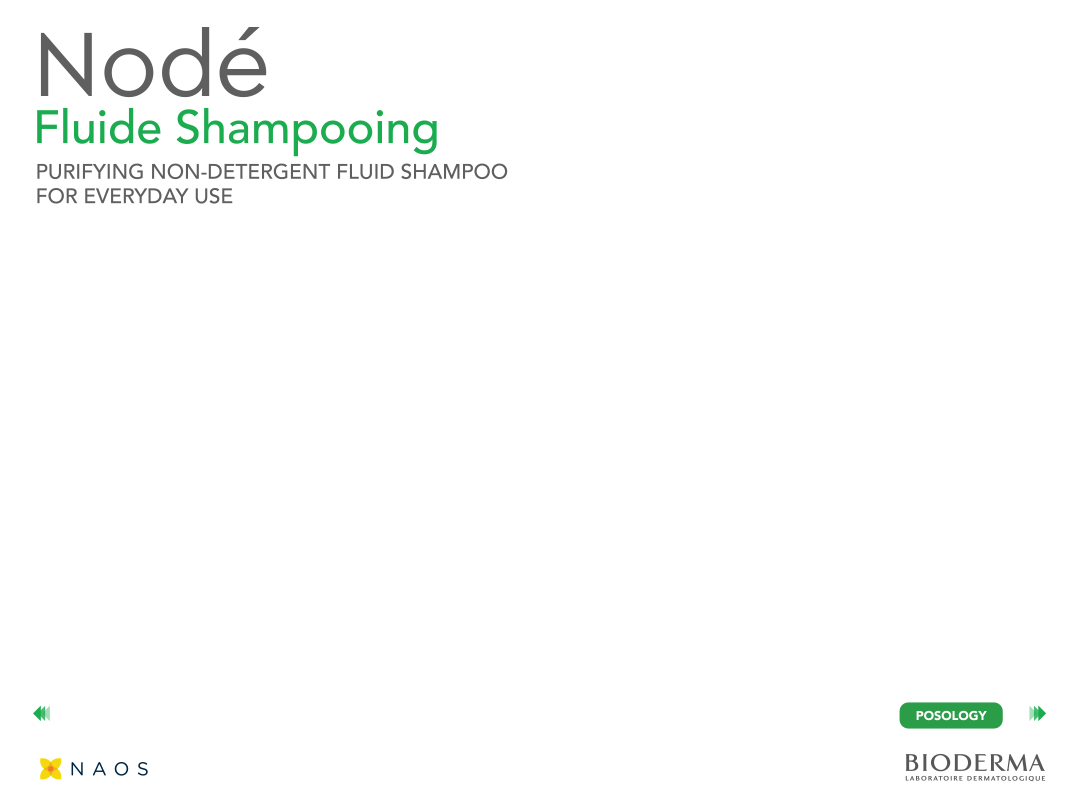 Nodé
Fluide Shampooing
PURIFYING NON-DETERGENT FLUID SHAMPOO
FOR EVERYDAY USE
POSOLOGY
NAOS
BIODERMA
LABORATOIRE DERMATOLOGIQUE